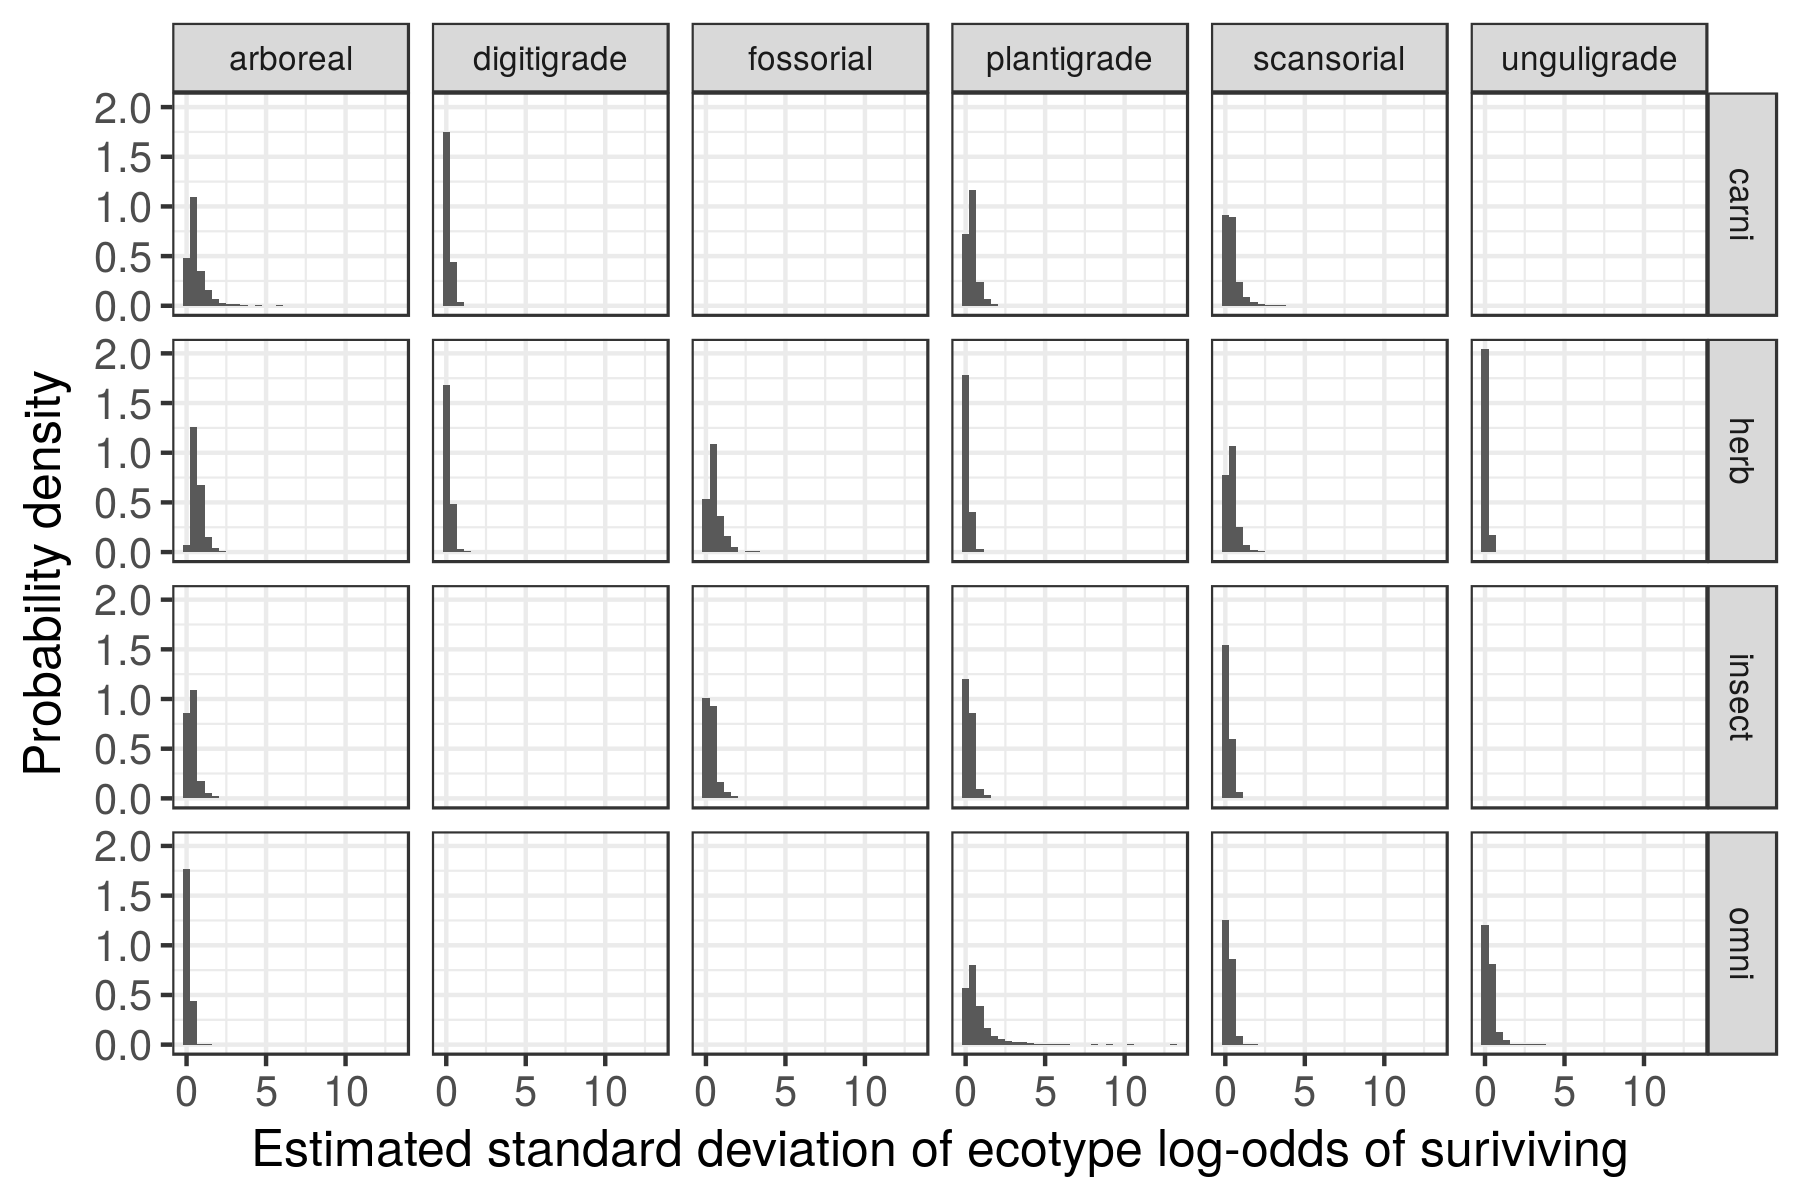 arboreal digitigrade fossorial plantigrade scansorial unguligrade
2.0
1.5
1.0
0.5
0.0
carni
2.0
1.5
1.0
0.5
0.0
herb
Probability density
2.0
1.5
1.0
0.5
0.0
insect
2.0
1.5
1.0
0.5
0.0
omni
0 5 10 0 5 10 0 5 10 0 5 10 0 5 10 0 5 10
Estimated standard deviation of ecotype log-odds of suriviving